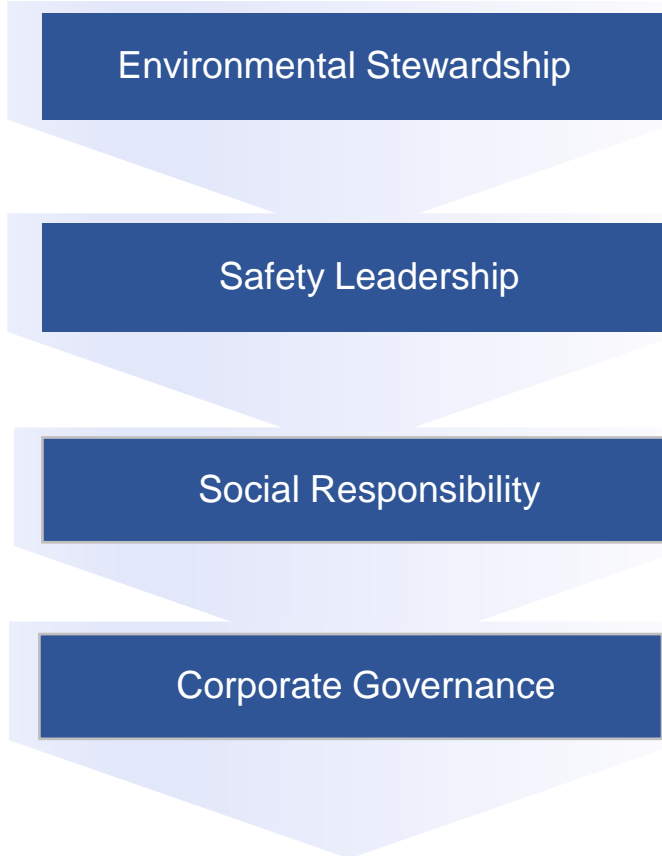 Environmental Stewardship
Safety Leadership
Social Responsibility
Corporate Governance